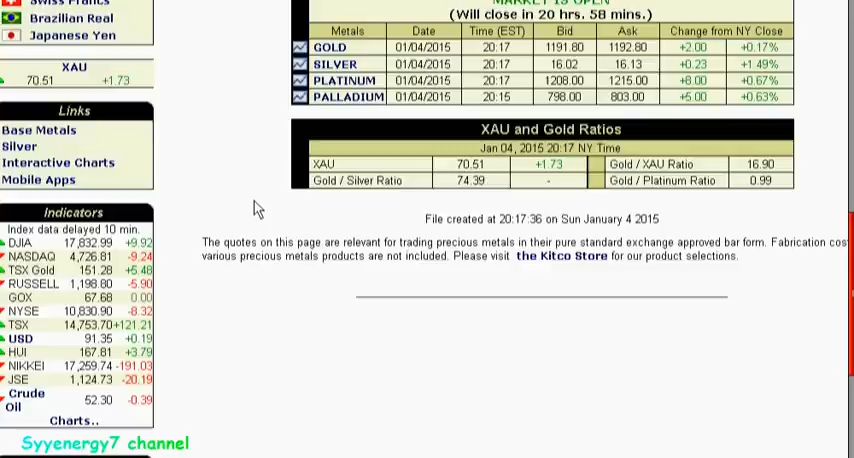 Swiss Francs
Brazilian Real
Japanese Yen
XAU
70.51 +1.73
Links
Base Metals
Silver
Interactive Charts
Mobile Apps
Indicators
Index data delayed 10 min.
DJIA 17,832.99 +9.92
NASDAQ 4,726.81 -9.24
TSX Gold 151.28 +5.48
RUSSELL 1,198.80 -5.90
GOX 67.68 0.00
NYSE 10,830.90 -8.32
TSX 14,753.70 +121.21
USD 91.35 +0.19
HUI 167.81 +3.79
NIKKEI 17,259.74 -191.03
JSE 1,124.73 -20.19
Crude Oil 52.30 -0.39
Charts..
Syyenergy7 channel
MARKET IS OPEN
(Will close in 20 hrs. 58 mins.)
Metals Date Time (EST) Bid Ask Change from NY Close
GOLD 01/04/2015 20:17 1191.80 1192.80 +2.00 +0.17%
SILVER 01/04/2015 20:17 16.02 16.13 +0.23 +1.49%
PLATINUM 01/04/2015 20:17 1208.00 1215.00 +8.00 +0.67%
PALLADIUM 01/04/2015 20:15 798.00 803.00 +5.00 +0.63%
XAU and Gold Ratios
Jan 04, 2015 20:17 NY Time
XAU 70.51 +1.73 Gold / XAU Ratio 16.90
Gold / Silver Ratio 74.39 - Gold / Platinum Ratio 0.99
File created at 20:17:36 on Sun January 4 2015
The quotes on this page are relevant for trading precious metals in their pure standard exchange approved bar form. Fabrication cos
various precious metals products are not included. Please visit the Kitco Store for our product selections.